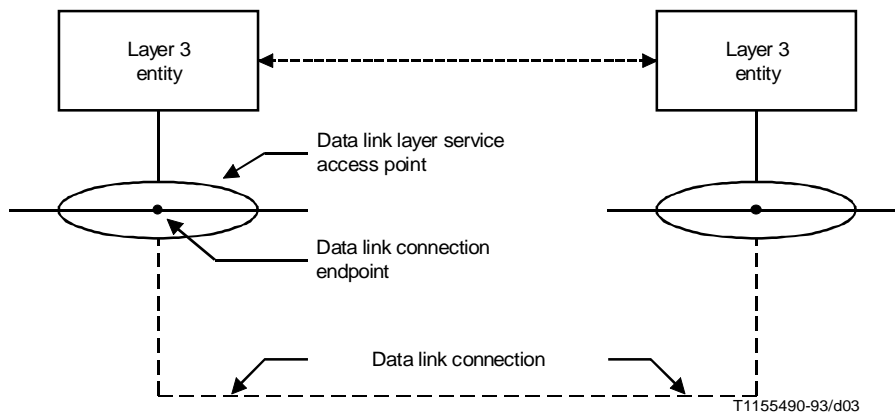 Layer 3
entity
Layer 3
entity
Data link layer service
access point
Data link connection
endpoint
Data link connection
T1155490-93/d03